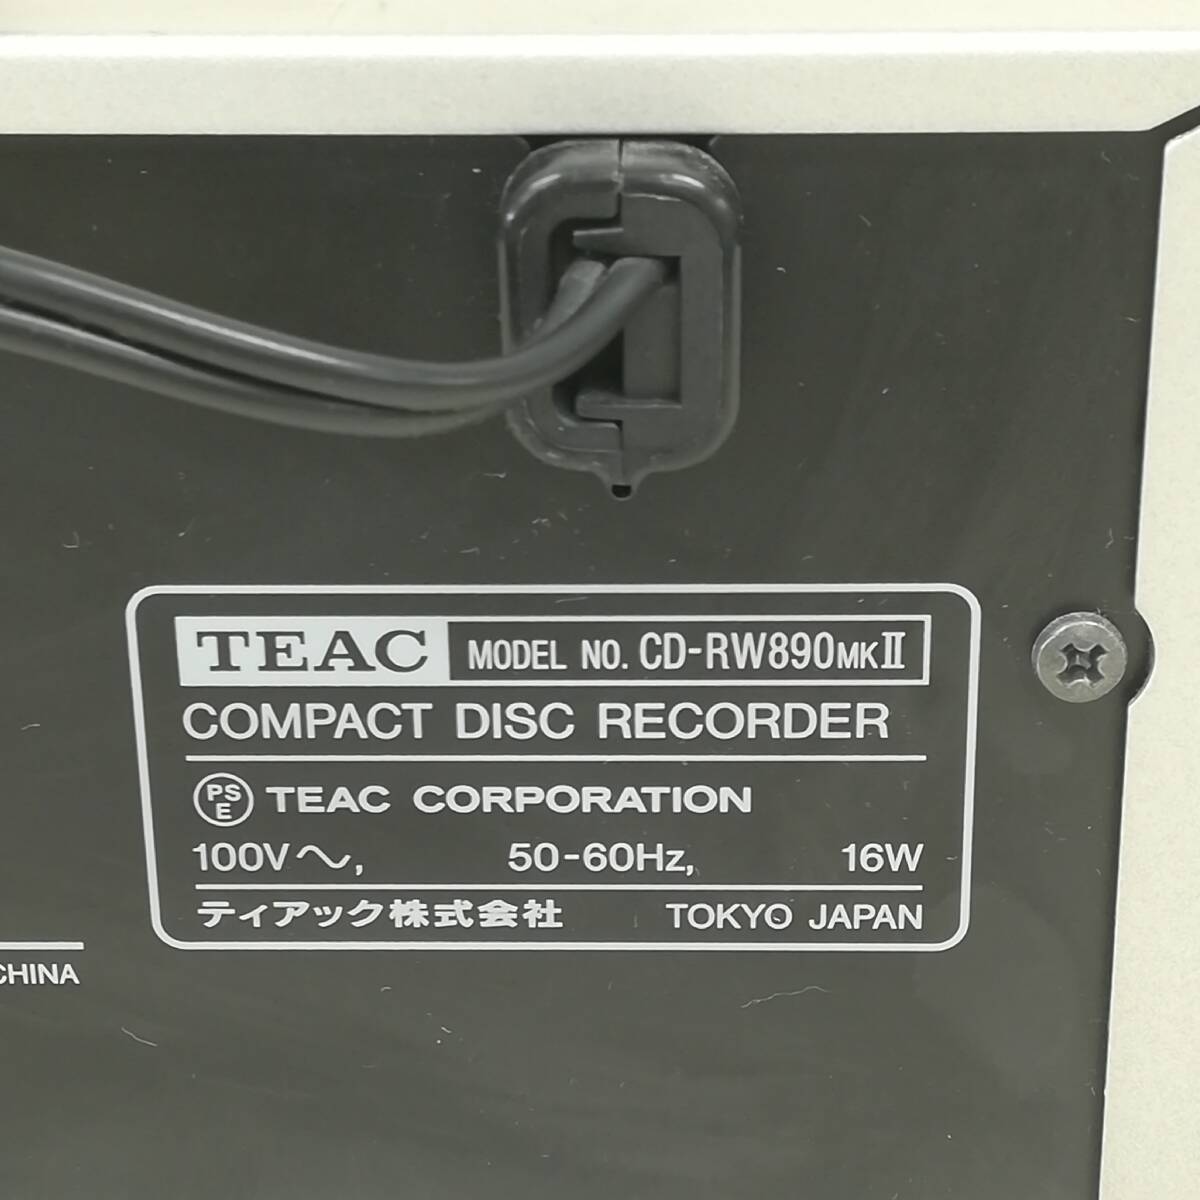 TEAC MODEL NO. CD-RW890MKⅡ
COMPACT DISC RECORDER
PSE TEAC CORPORATION
100V〜, 50-60Hz, 16W
ティアック株式会社 TOKYO JAPAN
CHINA